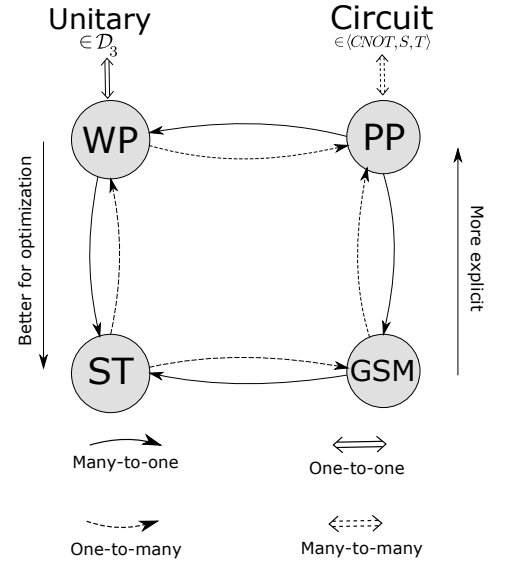 Unitary
∈ 𝒟₃
Circuit
∈ ⟨CNOT, S, T⟩
WP
PP
Better for optimization
More explicit
ST
GSM
Many-to-one
One-to-one
One-to-many
Many-to-many